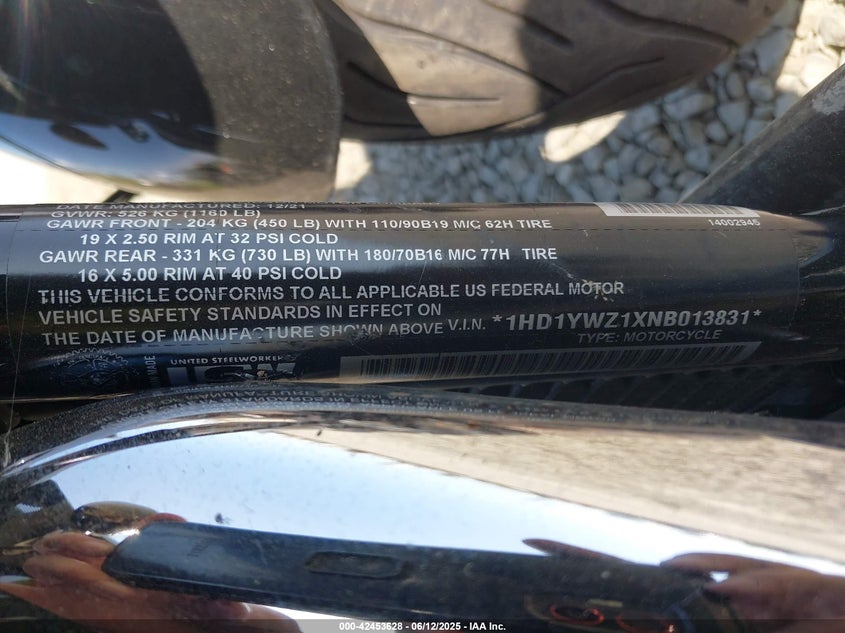 DATE MANUFACTURED: 12/21
GVWR: 526 KG (1160 LB)
GAWR FRONT - 204 KG (450 LB) WITH 110/90B19 M/C 62H TIRE
19 X 2.50 RIM AT 32 PSI COLD
GAWR REAR - 331 KG (730 LB) WITH 180/70B16 M/C 77H TIRE
16 X 5.00 RIM AT 40 PSI COLD
THIS VEHICLE CONFORMS TO ALL APPLICABLE US FEDERAL MOTOR
VEHICLE SAFETY STANDARDS IN EFFECT ON
THE DATE OF MANUFACTURE SHOWN ABOVE V.I.N. *1HD1YWZ1XNB013831*
TYPE: MOTORCYCLE
14002945
UNITED STEELWORKERS
MADE
000-42453628 - 06/12/2025 - IAA Inc.